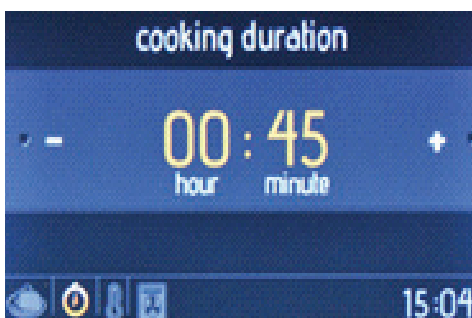 cooking duration
- 00 : 45 +
hour minute
15:04